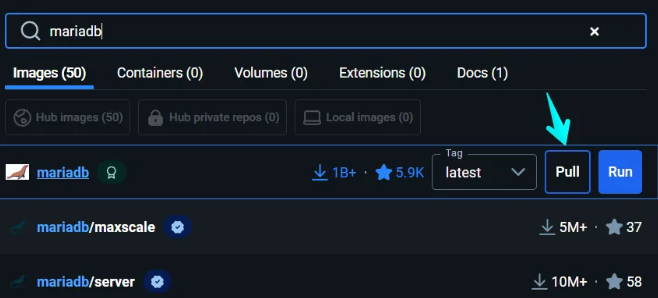 mariadb
Images (50) Containers (0) Volumes (0) Extensions (0) Docs (1)
Hub images (50) Hub private repos (0) Local images (0)
Tag
mariadb 1B+ · 5.9K latest Pull Run
mariadb/maxscale 5M+ · 37
mariadb/server 10M+ · 58